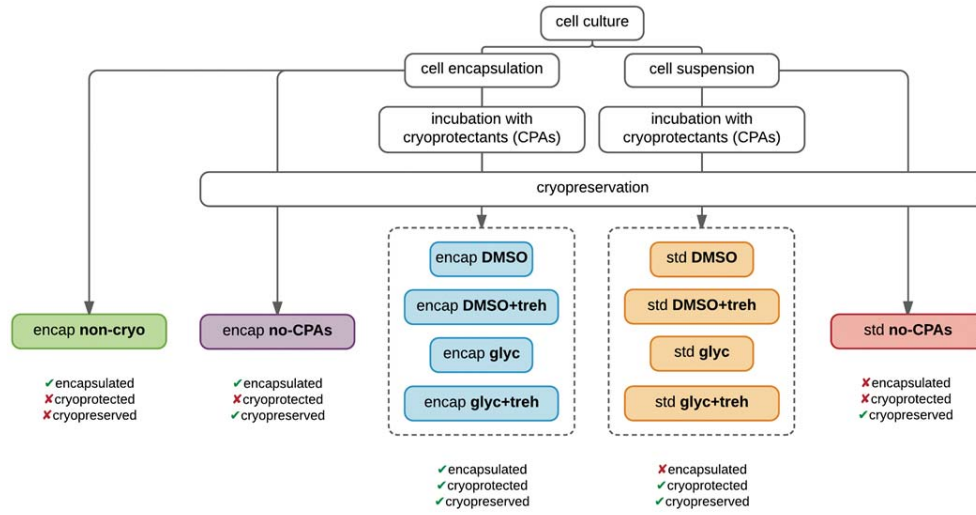 cell culture
cell encapsulation
cell suspension
incubation with
cryoprotectants (CPAs)
incubation with
cryoprotectants (CPAs)
cryopreservation
encap non-cryo
✔encapsulated
✘cryoprotected
✘cryopreserved
encap no-CPAs
✔encapsulated
✘cryoprotected
✔cryopreserved
encap DMSO
encap DMSO+treh
encap glyc
encap glyc+treh
✔encapsulated
✔cryoprotected
✔cryopreserved
std DMSO
std DMSO+treh
std glyc
std glyc+treh
✘encapsulated
✔cryoprotected
✔cryopreserved
std no-CPAs
✘encapsulated
✘cryoprotected
✔cryopreserved